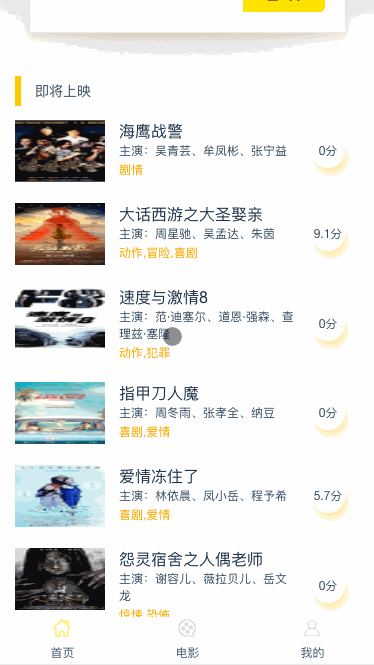 即将上映
海鹰战警
主演：吴青芸、牟凤彬、张宁益
0分
剧情
大话西游之大圣娶亲
主演：周星驰、吴孟达、朱茵
9.1分
动作,冒险,喜剧
速度与激情8
主演：范·迪塞尔、道恩·强森、查
理兹·塞隆
0分
动作,犯罪
指甲刀人魔
主演：周冬雨、张孝全、纳豆
0分
喜剧,爱情
爱情冻住了
主演：林依晨、凤小岳、程予希
5.7分
喜剧,爱情
怨灵宿舍之人偶老师
主演：谢容儿、薇拉贝儿、岳文
龙
0分
惊悚,恐怖
首页
电影
我的